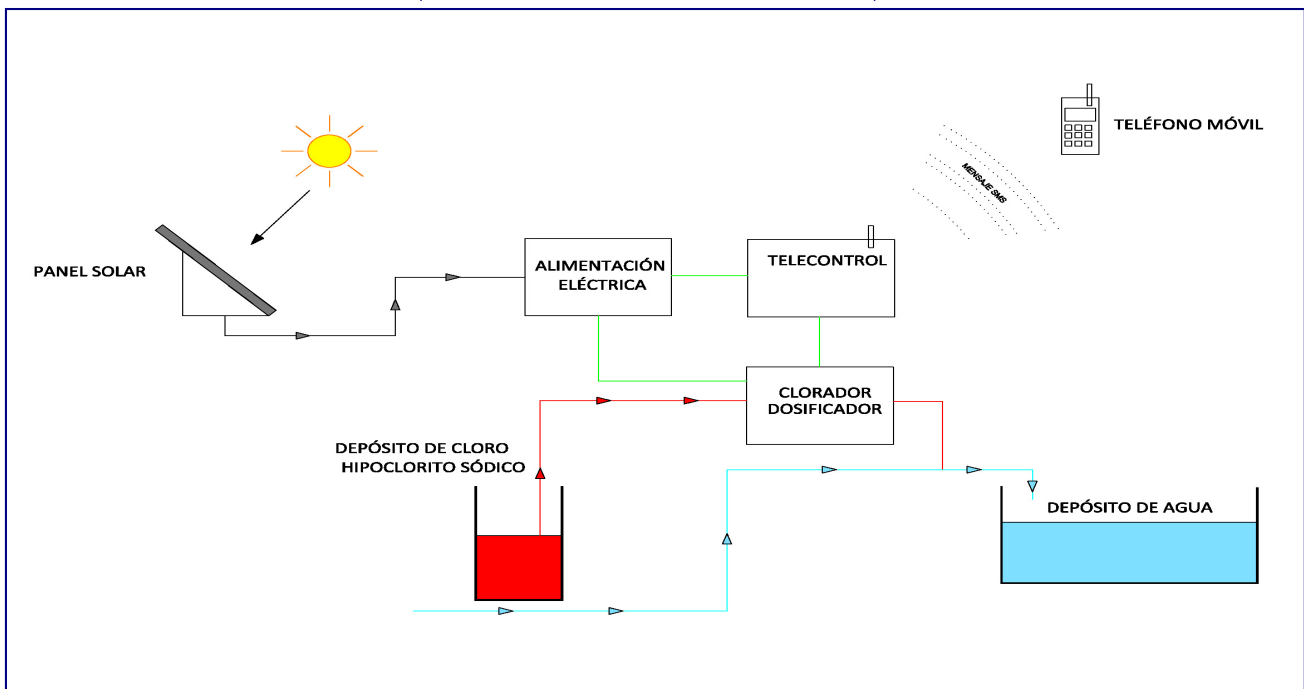 TELÉFONO MÓVIL
MENSAJE SMS
PANEL SOLAR
ALIMENTACIÓN
ELÉCTRICA
TELECONTROL
CLORADOR
DOSIFICADOR
DEPÓSITO DE CLORO
HIPOCLORITO SÓDICO
DEPÓSITO DE AGUA